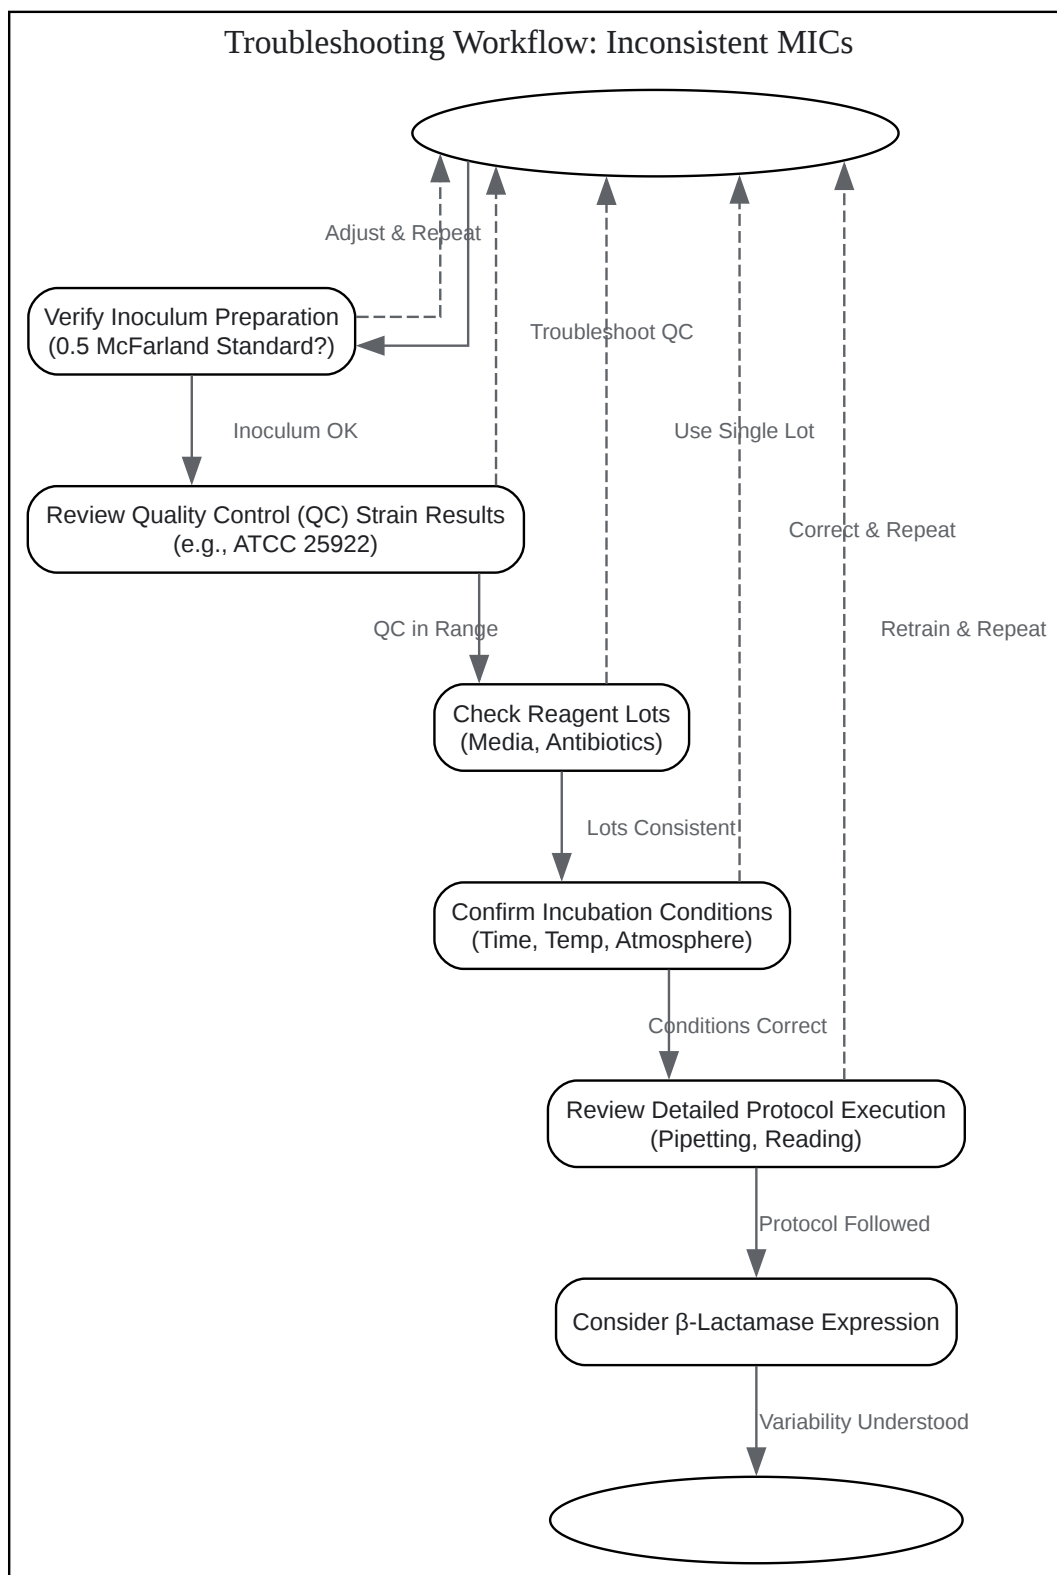 Troubleshooting Workflow: Inconsistent MICs
Adjust & Repeat
Verify Inoculum Preparation
(0.5 McFarland Standard?)
Troubleshoot QC
Inoculum OK
Use Single Lot
Review Quality Control (QC) Strain Results
(e.g., ATCC 25922)
Correct & Repeat
QC in Range
Retrain & Repeat
Check Reagent Lots
(Media, Antibiotics)
Lots Consistent
Confirm Incubation Conditions
(Time, Temp, Atmosphere)
Conditions Correct
Review Detailed Protocol Execution
(Pipetting, Reading)
Protocol Followed
Consider β-Lactamase Expression
Variability Understood